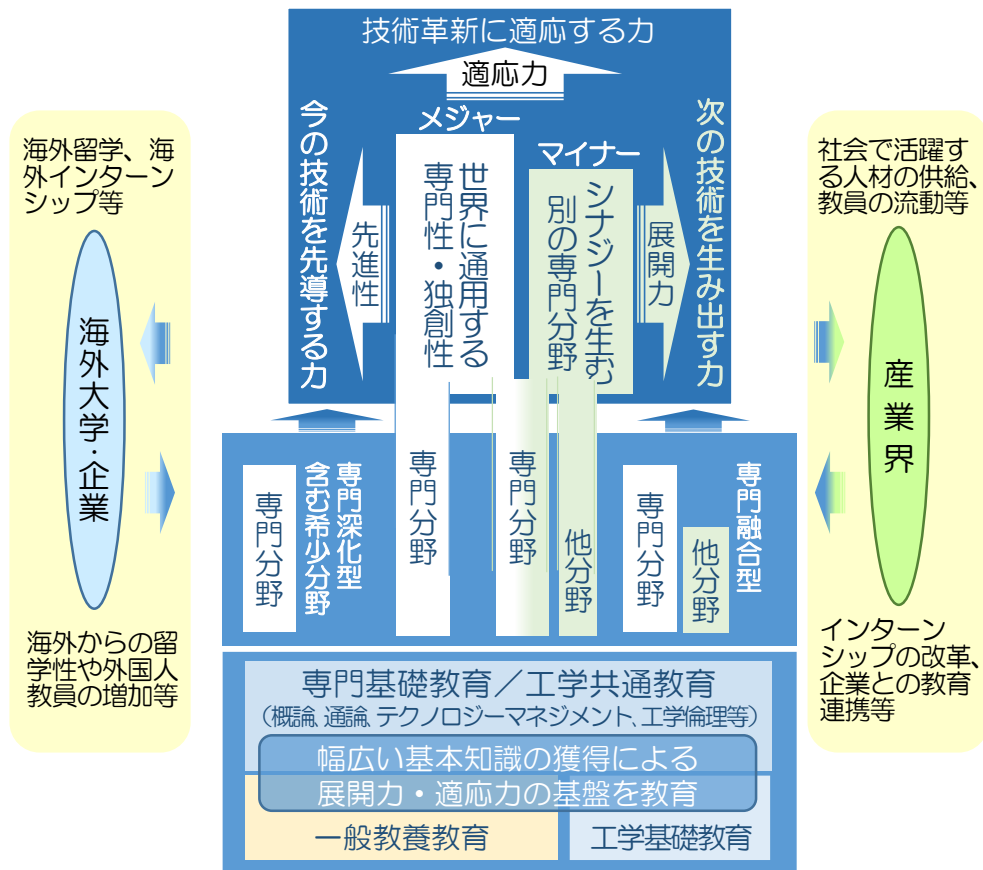 技術革新に適応する力
適応力
今の技術を先導する力
先進性
メジャー
世界に通用する
専門性・独創性
マイナー
シナジーを生む
別の専門分野
展開力
次の技術を生み出す力
海外留学、海
外インターン
シップ等
海外大学・企業
海外からの留
学性や外国人
教員の増加等
社会で活躍す
る人材の供給、
教員の流動等
産業界
インターン
シップの改革、
企業との教育
連携等
専門分野
専門深化型
含む希少分野
専門分野
専門分野
他分野
専門分野
他分野
専門融合型
専門基礎教育／工学共通教育
（概論、通論、テクノロジーマネジメント、工学倫理等）
幅広い基本知識の獲得による
展開力・適応力の基盤を教育
一般教養教育
工学基礎教育